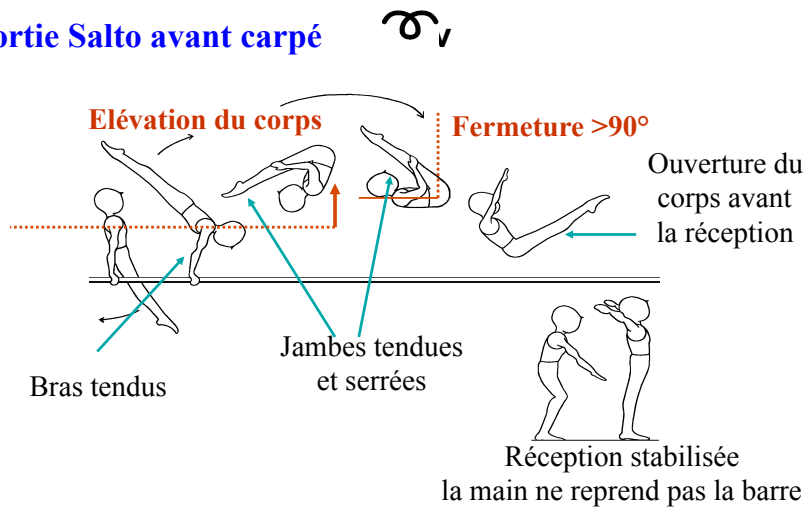 ortie Salto avant carpé
Elévation du corps
Fermeture >90°
Ouverture du
corps avant
la réception
Jambes tendues
et serrées
Bras tendus
Réception stabilisée
la main ne reprend pas la barre